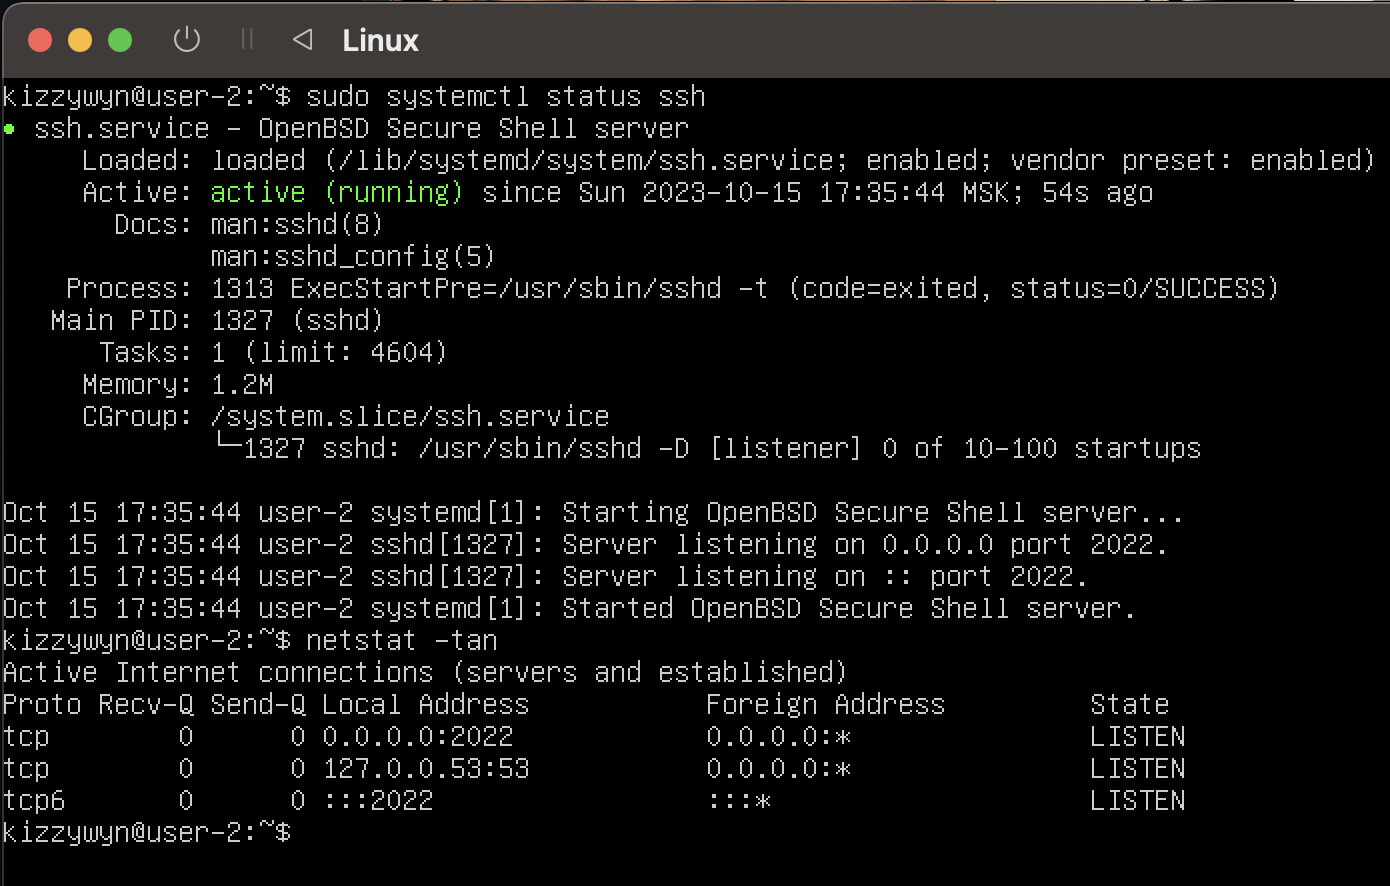 Linux
kizzywyn@user-2:~$ sudo systemctl status ssh
● ssh.service - OpenBSD Secure Shell server
     Loaded: loaded (/lib/systemd/system/ssh.service; enabled; vendor preset: enabled)
     Active: active (running) since Sun 2023-10-15 17:35:44 MSK; 54s ago
       Docs: man:sshd(8)
             man:sshd_config(5)
    Process: 1313 ExecStartPre=/usr/sbin/sshd -t (code=exited, status=0/SUCCESS)
   Main PID: 1327 (sshd)
      Tasks: 1 (limit: 4604)
     Memory: 1.2M
     CGroup: /system.slice/ssh.service
             └─1327 sshd: /usr/sbin/sshd -D [listener] 0 of 10-100 startups

Oct 15 17:35:44 user-2 systemd[1]: Starting OpenBSD Secure Shell server...
Oct 15 17:35:44 user-2 sshd[1327]: Server listening on 0.0.0.0 port 2022.
Oct 15 17:35:44 user-2 sshd[1327]: Server listening on :: port 2022.
Oct 15 17:35:44 user-2 systemd[1]: Started OpenBSD Secure Shell server.
kizzywyn@user-2:~$ netstat -tan
Active Internet connections (servers and established)
Proto Recv-Q Send-Q Local Address           Foreign Address         State
tcp        0      0 0.0.0.0:2022            0.0.0.0:*               LISTEN
tcp        0      0 127.0.0.53:53           0.0.0.0:*               LISTEN
tcp6       0      0 :::2022                 :::*                    LISTEN
kizzywyn@user-2:~$